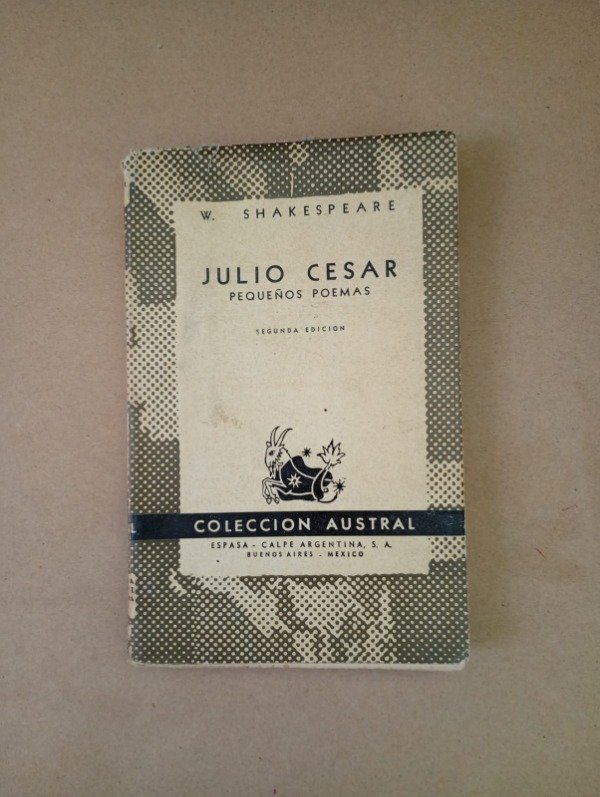 W. SHAKESPEARE
JULIO CESAR
PEQUEÑOS POEMAS
SEGUNDA EDICION
COLECCION AUSTRAL
ESPASA - CALPE ARGENTINA, S. A.
BUENOS AIRES - MEXICO